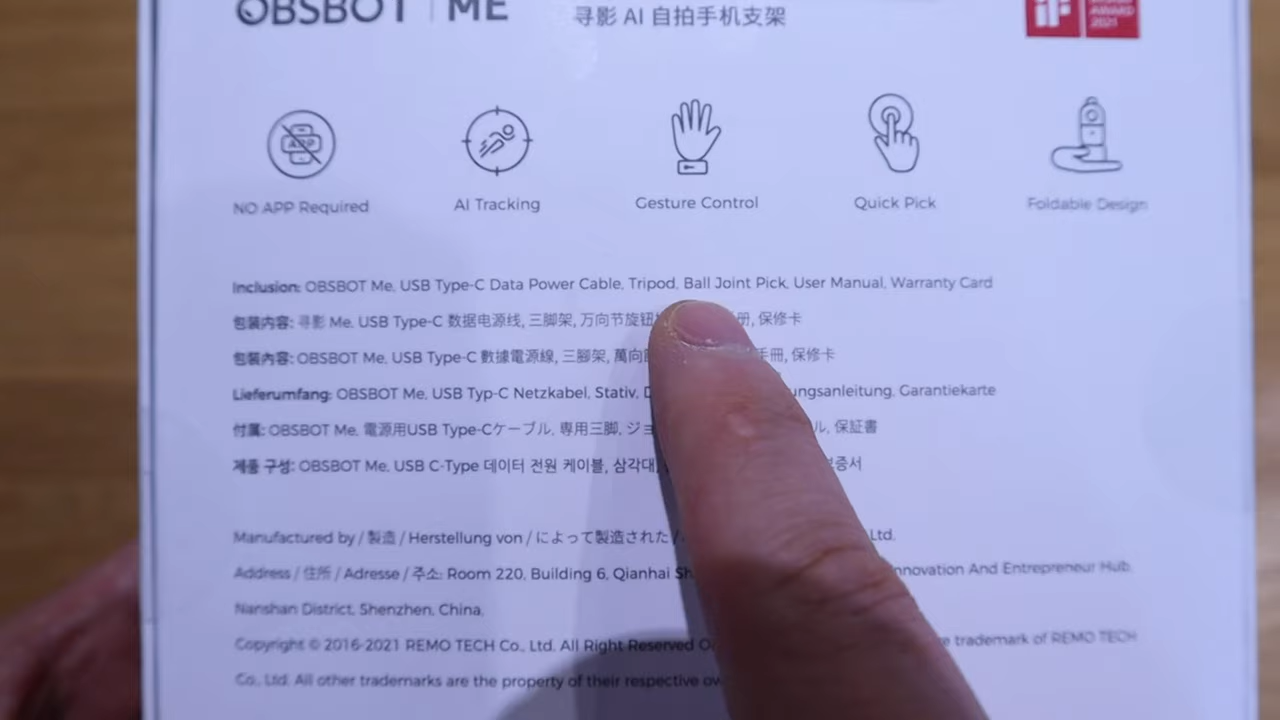 OBSBOT | ME
寻影 AI 自拍手机支架
iF
AWARD
2021
APP
NO APP Required
AI Tracking
Gesture Control
Quick Pick
Foldable Design
Inclusion: OBSBOT Me, USB Type-C Data Power Cable, Tripod, Ball Joint Pick, User Manual, Warranty Card
包装内容: 寻影 Me, USB Type-C 数据电源线, 三脚架, 万向节旋钮 册, 保修卡
包裝內容: OBSBOT Me, USB Type-C 數據電源線, 三腳架, 萬向 手冊, 保修卡
Lieferumfang: OBSBOT Me, USB Typ-C Netzkabel, Stativ, Garantiekarte
付属: OBSBOT Me, 電源用USB Type-Cケーブル, 専用三脚, ル, 保証書
제품 구성: OBSBOT Me, USB C-Type 데이터 전원 케이블, 삼각대,
Manufactured by / 製造 / Herstellung von / によって製造された / Ltd.
Address / 住所 / Adresse / 주소: Room 220, Building 6, Qianhai And Entrepreneur Hub
Nanshan District, Shenzhen, China.
Copyright © 2016-2021 REMO TECH Co., Ltd. All Right Reserved trademark of REMO TECH
Co., Ltd. All other trademarks are the property of their respective